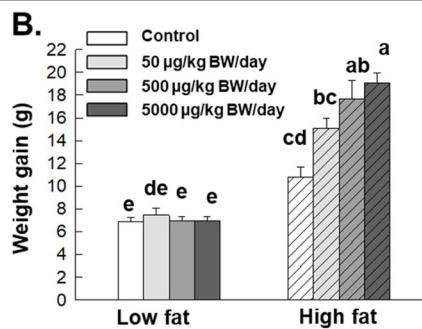 B.
Control
50 µg/kg BW/day
500 µg/kg BW/day
5000 µg/kg BW/day
Weight gain (g)
22
20
18
16
14
12
10
8
6
4
2
0
e
de
e
e
cd
bc
ab
a
Low fat
High fat